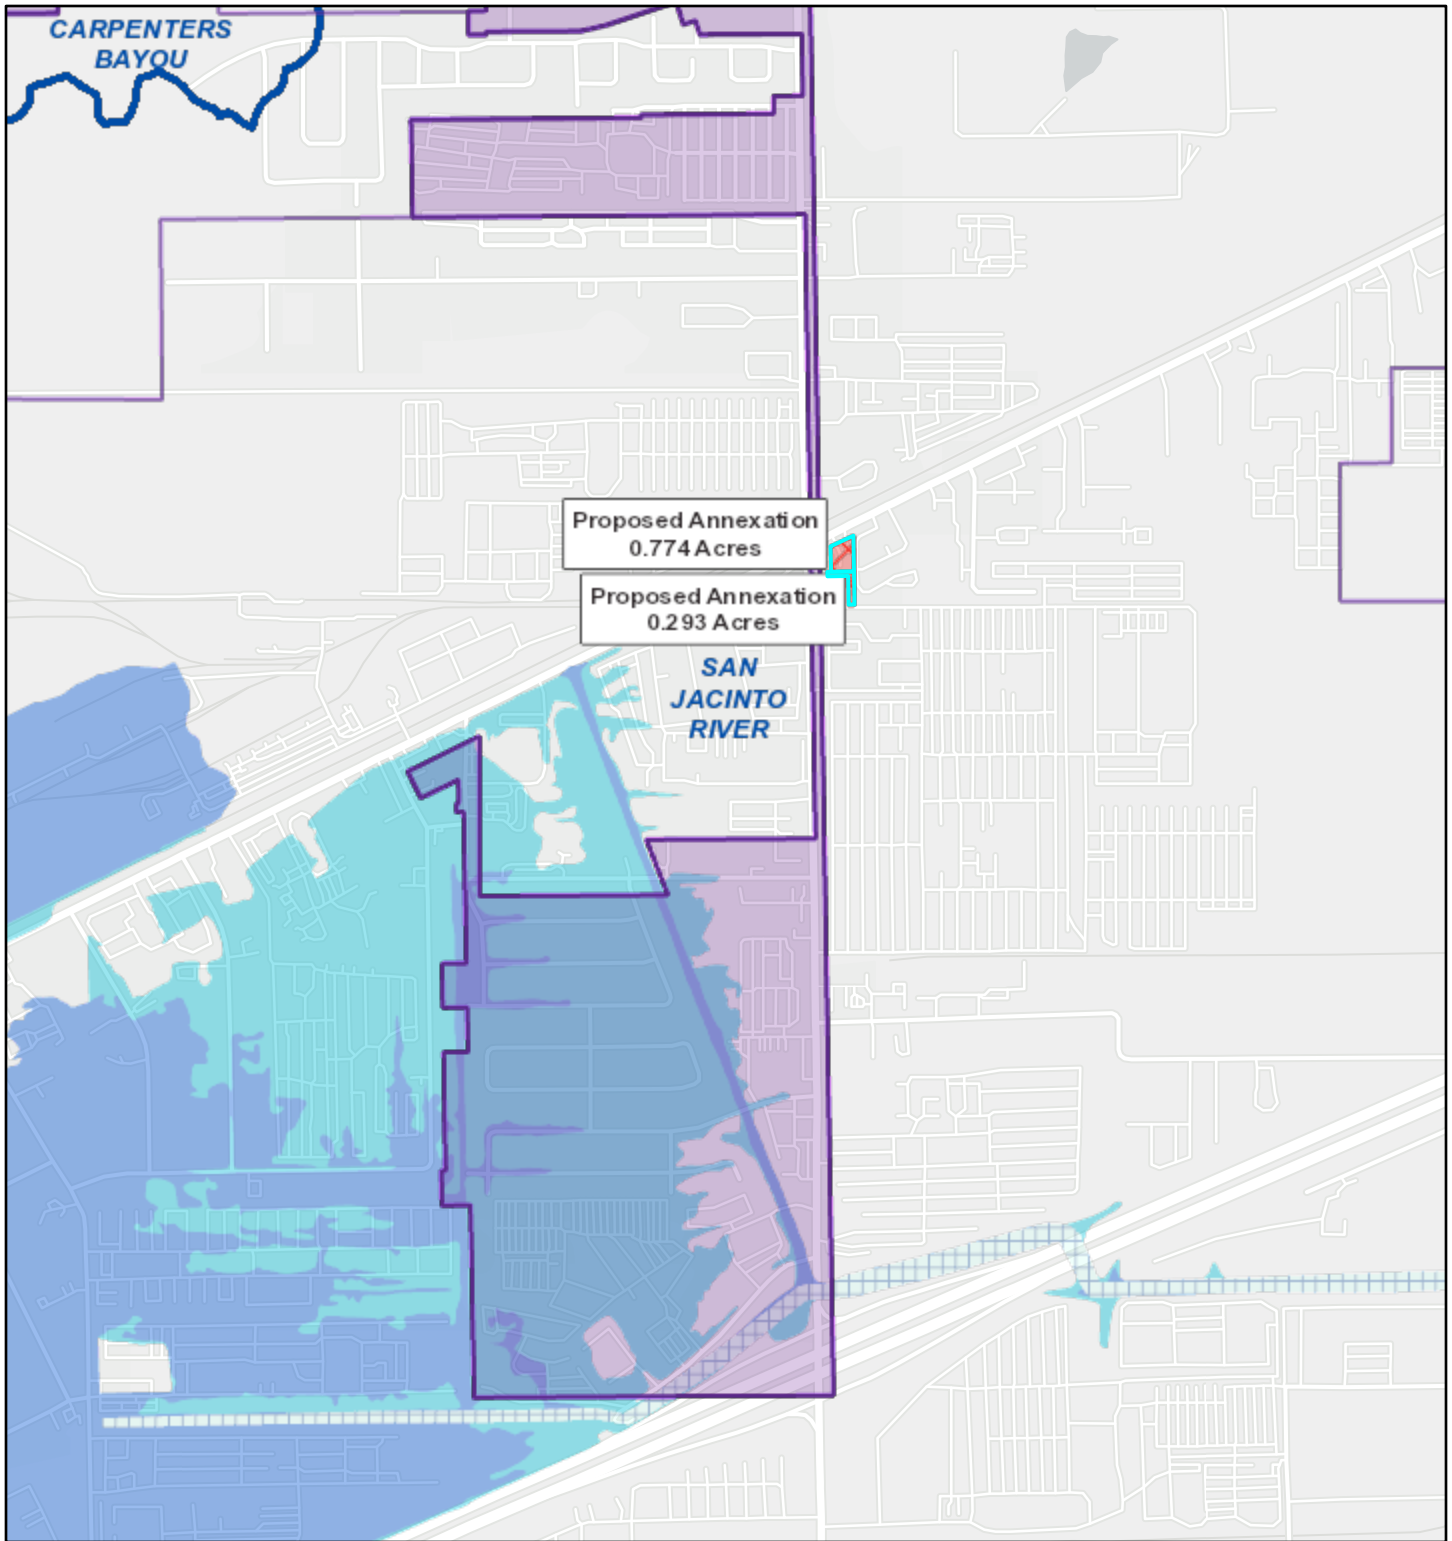 CARPENTERS
BAYOU
Proposed Annexation
0.774 Acres
Proposed Annexation
0.293 Acres
SAN
JACINTO
RIVER